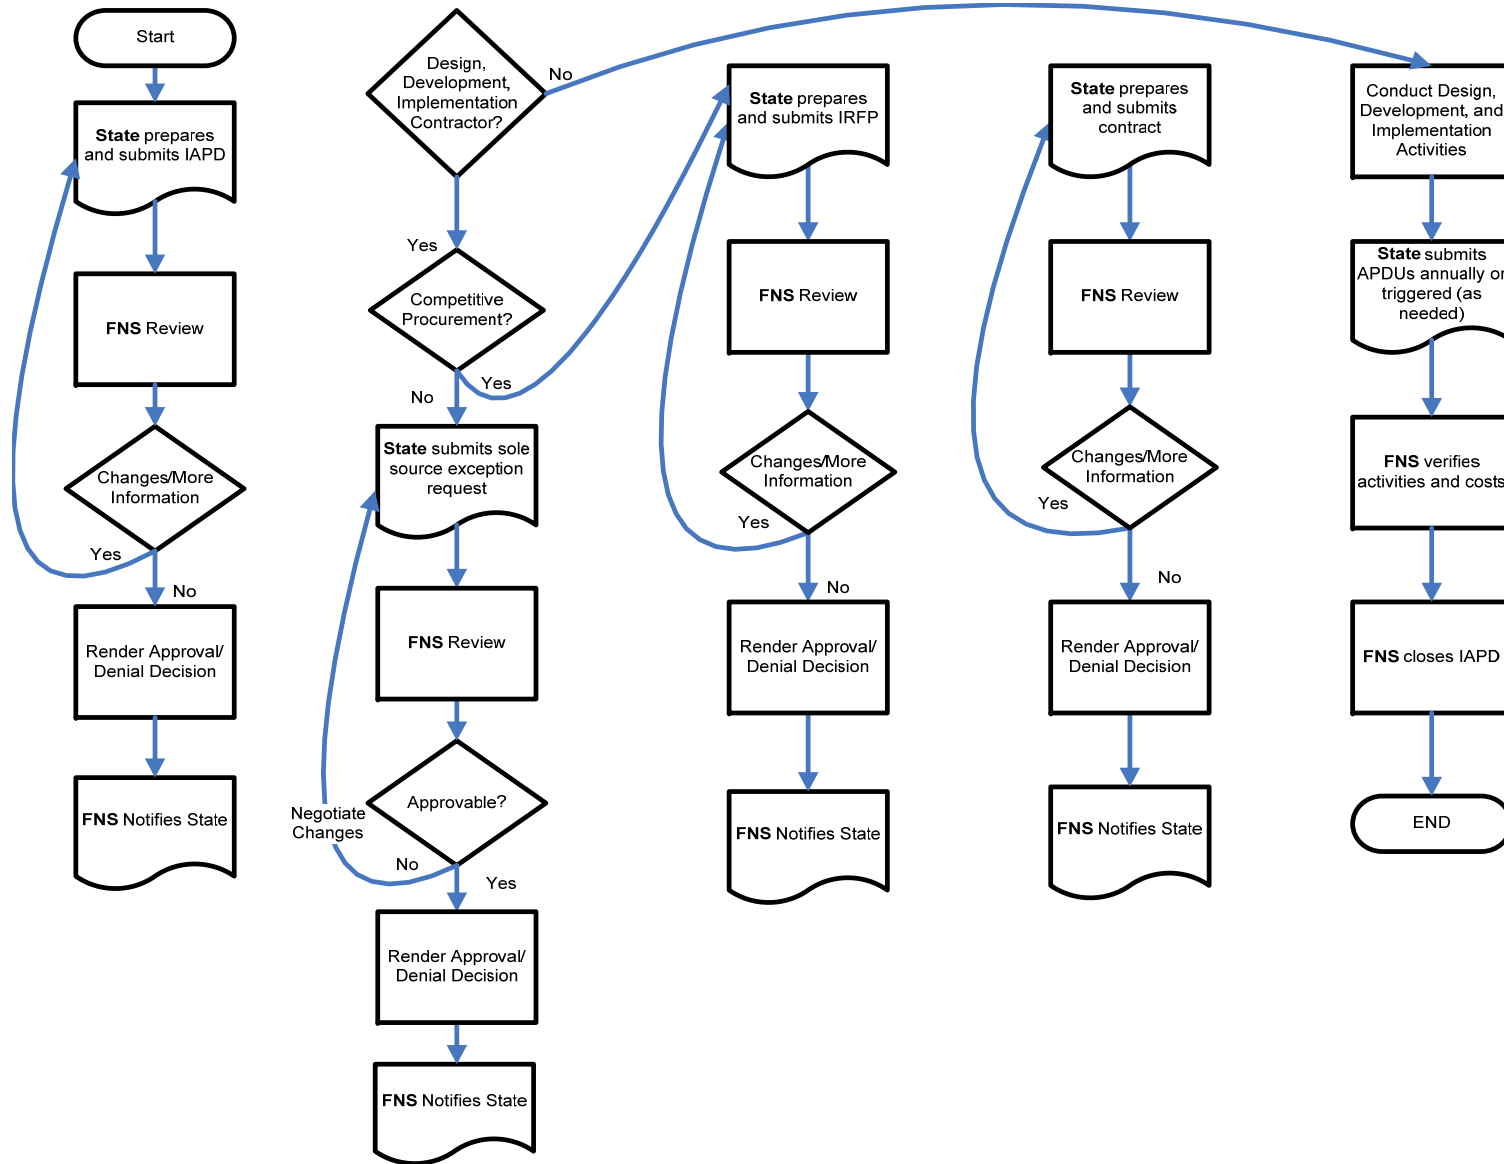 Start
State prepares
and submits IAPD
FNS Review
Changes/More
Information
Yes
No
Render Approval/
Denial Decision
FNS Notifies State
Design,
Development,
Implementation
Contractor?
No
Yes
Competitive
Procurement?
Yes
No
State submits sole
source exception
request
FNS Review
Approvable?
Negotiate
Changes
No
Yes
Render Approval/
Denial Decision
FNS Notifies State
State prepares
and submits IRFP
FNS Review
Changes/More
Information
Yes
No
Render Approval/
Denial Decision
FNS Notifies State
State prepares
and submits
contract
FNS Review
Changes/More
Information
Yes
No
Render Approval/
Denial Decision
FNS Notifies State
Conduct Design,
Development, and
Implementation
Activities
State submits
APDUs annually or
triggered (as
needed)
FNS verifies
activities and costs
FNS closes IAPD
END